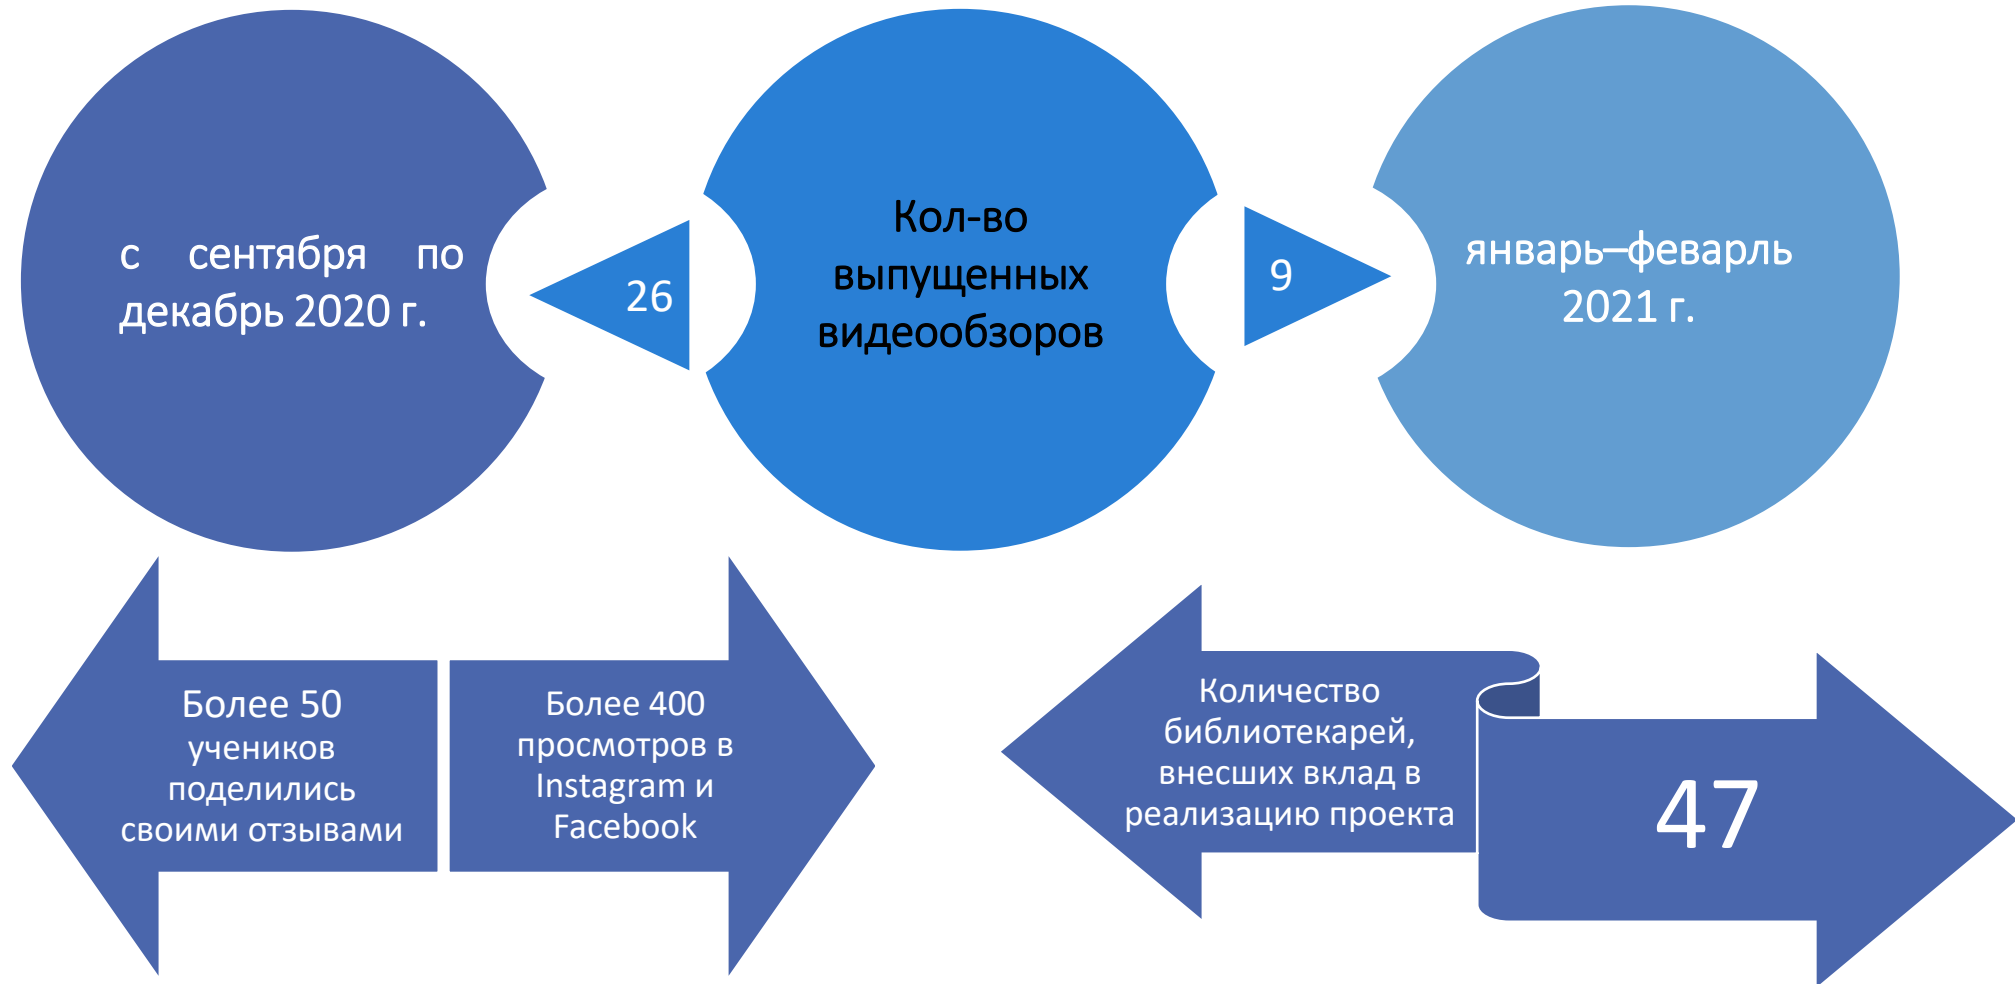 с сентября по
декабрь 2020 г.
26
Кол-во
выпущенных
видеообзоров
9
январь–феварль
2021 г.
Более 50
учеников
поделились
своими отзывами
Более 400
просмотров в
Instagram и
Facebook
Количество
библиотекарей,
внесших вклад в
реализацию проекта
47